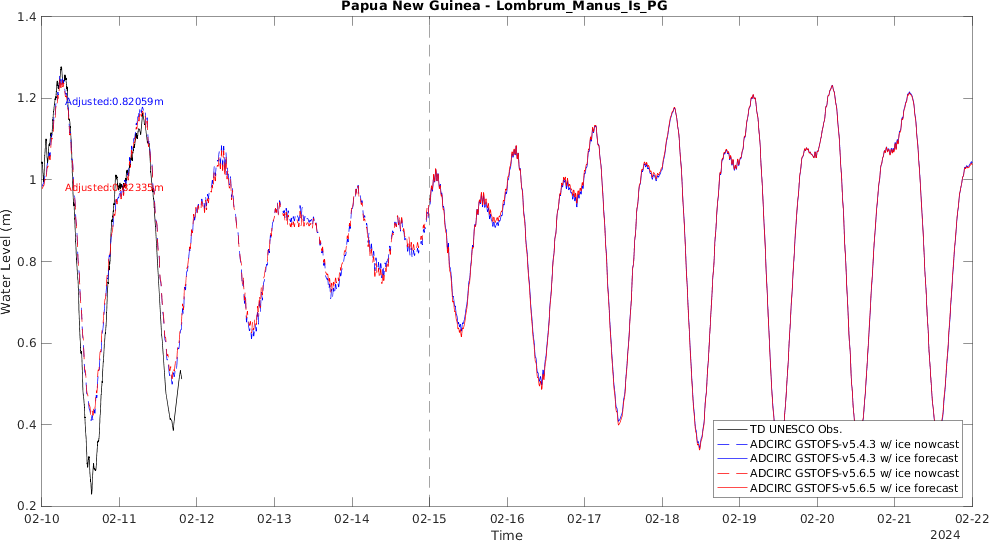 Papua New Guinea - Lombrum_Manus_Is_PG
Water Level (m)
1.4
1.2
1
0.8
0.6
0.4
0.2
Adjusted:0.82059m
Adjusted:0.82335m
TD UNESCO Obs.
ADCIRC GSTOFS-v5.4.3 w/ ice nowcast
ADCIRC GSTOFS-v5.4.3 w/ ice forecast
ADCIRC GSTOFS-v5.6.5 w/ ice nowcast
ADCIRC GSTOFS-v5.6.5 w/ ice forecast
02-10 02-11 02-12 02-13 02-14 02-15 02-16 02-17 02-18 02-19 02-20 02-21 02-22
Time
2024